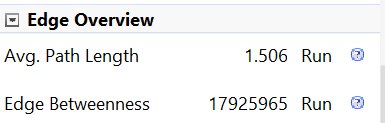 Edge Overview
Avg. Path Length 1.506 Run
Edge Betweenness 17925965 Run